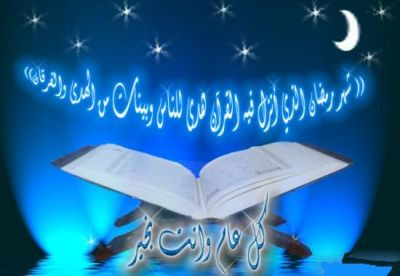 (( شهر رمضان الذي أنزل فيه القرآن هدى للناس وبينات من الهدى والفرقان ))
كل عام وانت بخير